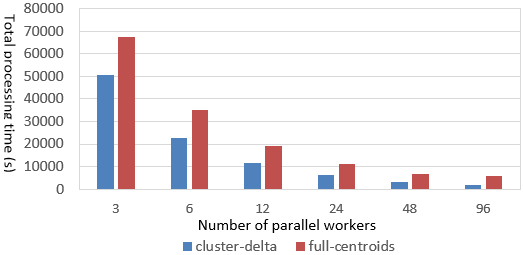 Total processing time (s)
80000
70000
60000
50000
40000
30000
20000
10000
0
3 6 12 24 48 96
Number of parallel workers
cluster-delta full-centroids